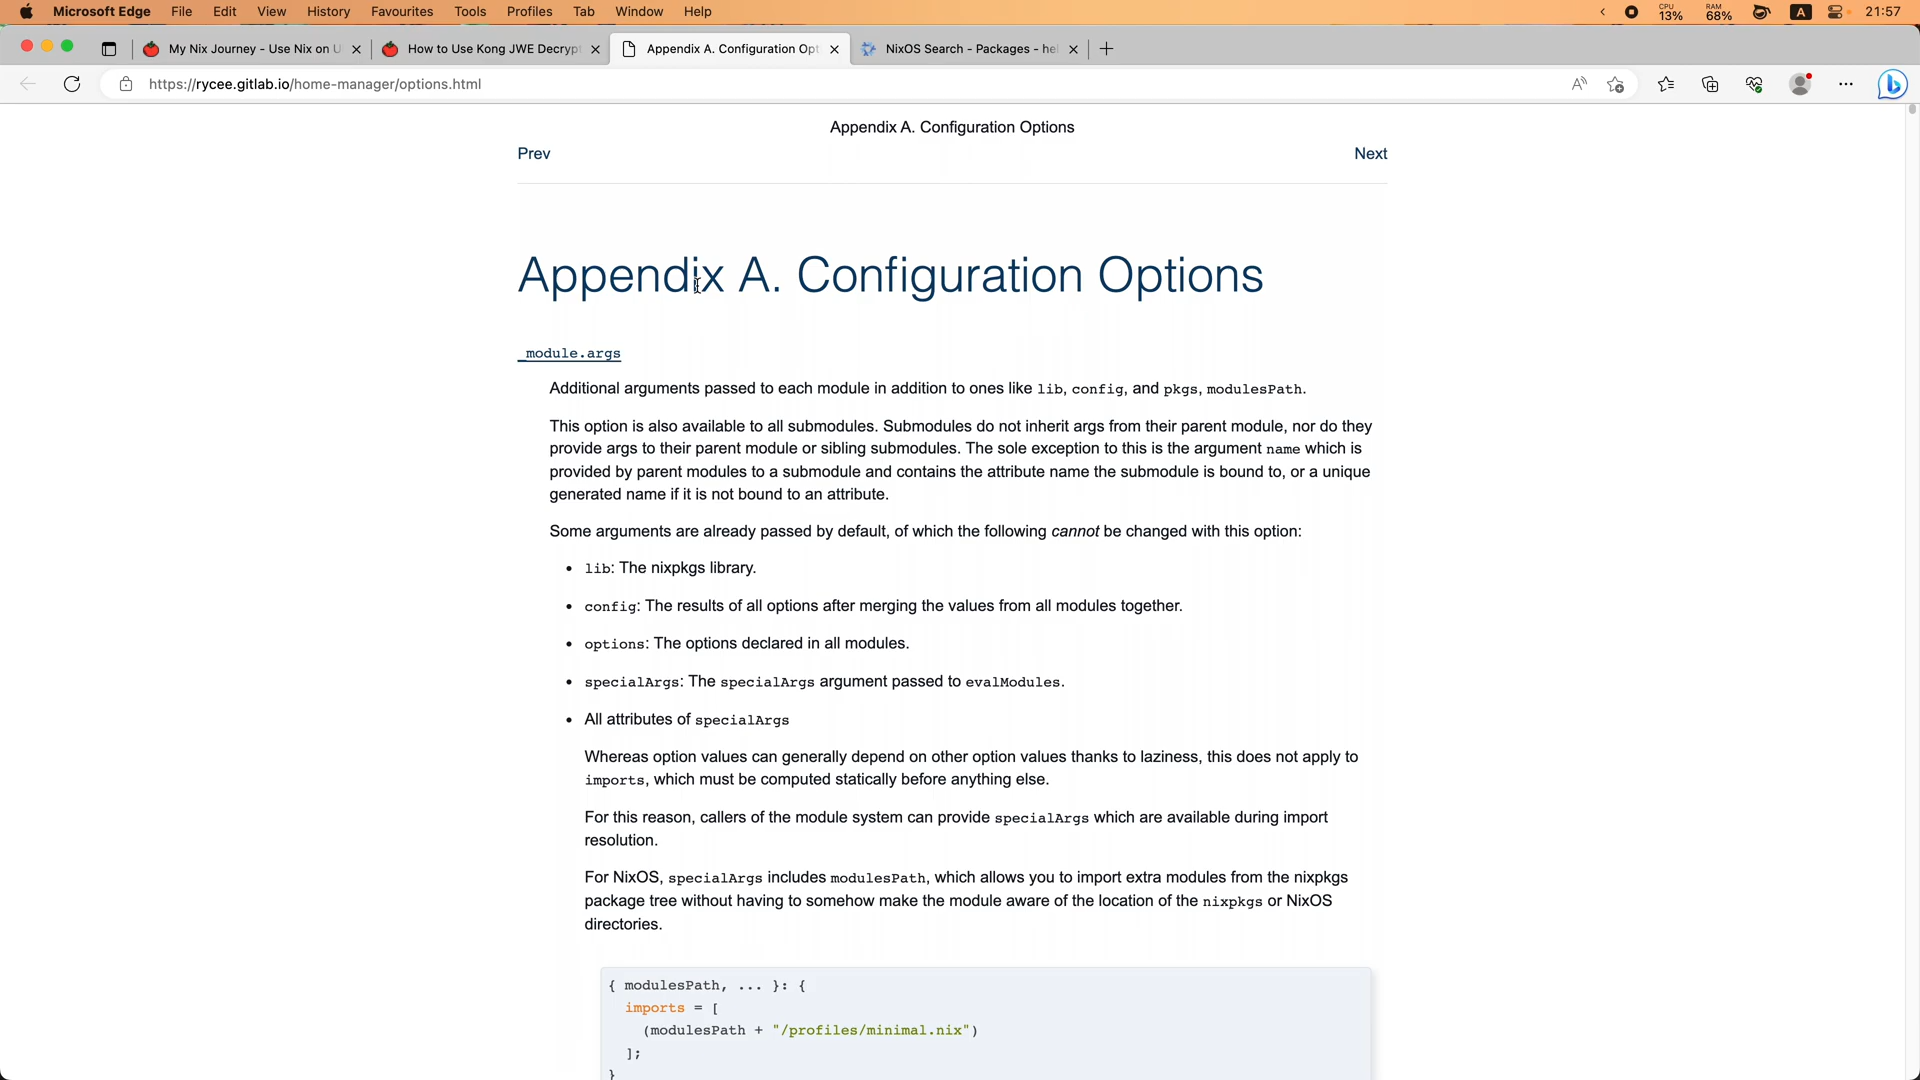 Microsoft Edge File Edit View History Favourites Tools Profiles Tab Window Help CPU 13% RAM 68% A 21:57
My Nix Journey - Use Nix on U How to Use Kong JWE Decrypt Appendix A. Configuration Opt NixOS Search - Packages - hel
https://rycee.gitlab.io/home-manager/options.html
Appendix A. Configuration Options
Prev Next
Appendix A. Configuration Options
_module.args
Additional arguments passed to each module in addition to ones like lib, config, and pkgs, modulesPath.
This option is also available to all submodules. Submodules do not inherit args from their parent module, nor do they
provide args to their parent module or sibling submodules. The sole exception to this is the argument name which is
provided by parent modules to a submodule and contains the attribute name the submodule is bound to, or a unique
generated name if it is not bound to an attribute.
Some arguments are already passed by default, of which the following cannot be changed with this option:
• lib: The nixpkgs library.
• config: The results of all options after merging the values from all modules together.
• options: The options declared in all modules.
• specialArgs: The specialArgs argument passed to evalModules.
• All attributes of specialArgs
Whereas option values can generally depend on other option values thanks to laziness, this does not apply to
imports, which must be computed statically before anything else.
For this reason, callers of the module system can provide specialArgs which are available during import
resolution.
For NixOS, specialArgs includes modulesPath, which allows you to import extra modules from the nixpkgs
package tree without having to somehow make the module aware of the location of the nixpkgs or NixOS
directories.
{ modulesPath, ... }: {
imports = [
(modulesPath + "/profiles/minimal.nix")
];
}